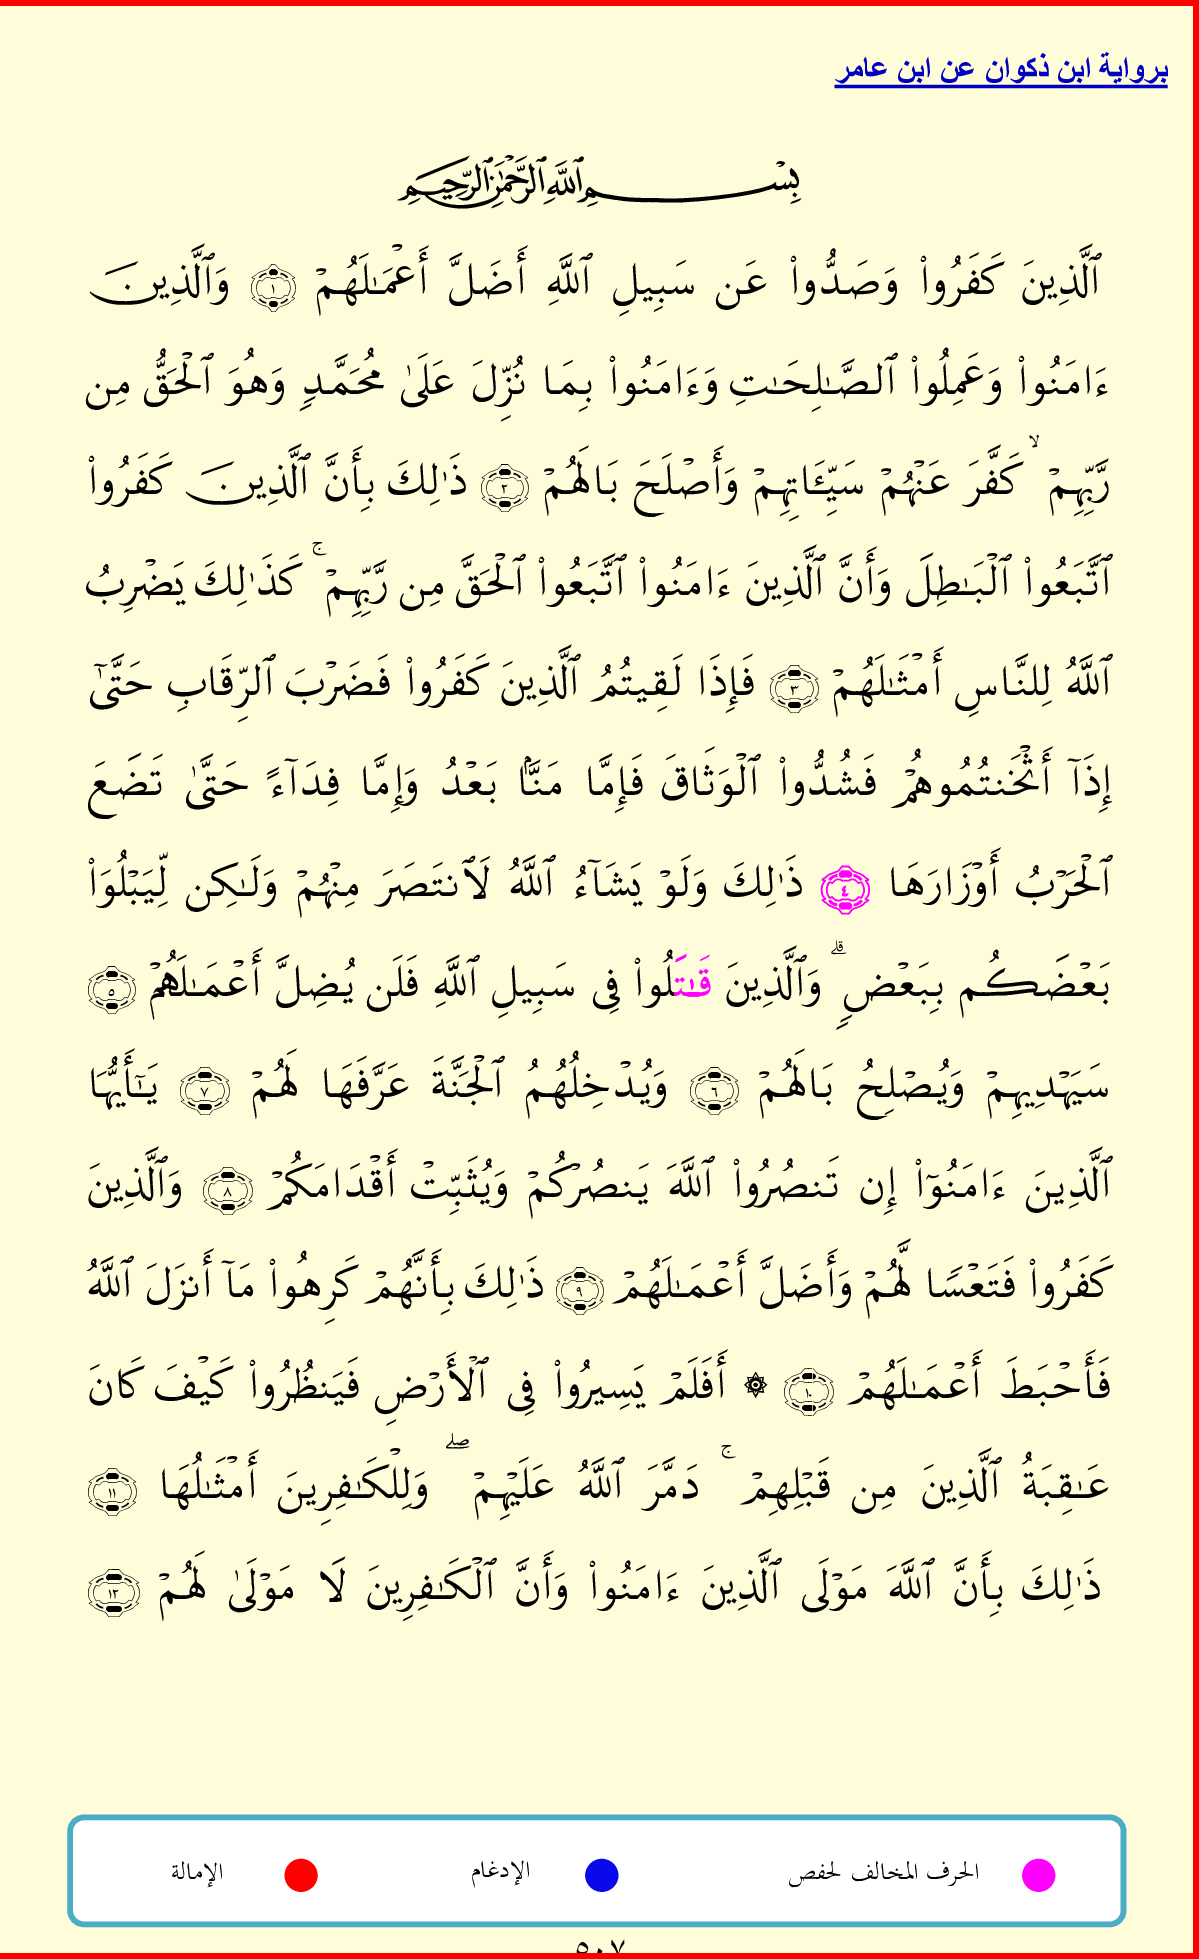 برواية ابن ذكوان عن ابن عامر
بِسْمِ ٱللَّهِ ٱلرَّحْمَٰنِ ٱلرَّحِيمِ
ٱلَّذِينَ كَفَرُواْ وَصَدُّواْ عَن سَبِيلِ ٱللَّهِ أَضَلَّ أَعْمَٰلَهُمْ ١ وَٱلَّذِينَ
ءَامَنُواْ وَعَمِلُواْ ٱلصَّٰلِحَٰتِ وَءَامَنُواْ بِمَا نُزِّلَ عَلَىٰ مُحَمَّدٍ وَهُوَ ٱلْحَقُّ مِن
رَّبِّهِمْ ۙ كَفَّرَ عَنْهُمْ سَيِّـَٔاتِهِمْ وَأَصْلَحَ بَالَهُمْ ٢ ذَٰلِكَ بِأَنَّ ٱلَّذِينَ كَفَرُواْ
ٱتَّبَعُواْ ٱلْبَٰطِلَ وَأَنَّ ٱلَّذِينَ ءَامَنُواْ ٱتَّبَعُواْ ٱلْحَقَّ مِن رَّبِّهِمْ ۚ كَذَٰلِكَ يَضْرِبُ
ٱللَّهُ لِلنَّاسِ أَمْثَٰلَهُمْ ٣ فَإِذَا لَقِيتُمُ ٱلَّذِينَ كَفَرُواْ فَضَرْبَ ٱلرِّقَابِ حَتَّىٰٓ
إِذَآ أَثْخَنتُمُوهُمْ فَشُدُّواْ ٱلْوَثَاقَ فَإِمَّا مَنَّۢا بَعْدُ وَإِمَّا فِدَآءً حَتَّىٰ تَضَعَ
ٱلْحَرْبُ أَوْزَارَهَا ٤ ذَٰلِكَ وَلَوْ يَشَآءُ ٱللَّهُ لَٱنتَصَرَ مِنْهُمْ وَلَٰكِن لِّيَبْلُوَاْ
بَعْضَكُم بِبَعْضٍ ۗ وَٱلَّذِينَ قَٰتَلُواْ فِى سَبِيلِ ٱللَّهِ فَلَن يُضِلَّ أَعْمَٰلَهُمْ ٥
سَيَهْدِيهِمْ وَيُصْلِحُ بَالَهُمْ ٦ وَيُدْخِلُهُمُ ٱلْجَنَّةَ عَرَّفَهَا لَهُمْ ٧ يَٰٓأَيُّهَا
ٱلَّذِينَ ءَامَنُوٓاْ إِن تَنصُرُواْ ٱللَّهَ يَنصُرْكُمْ وَيُثَبِّتْ أَقْدَامَكُمْ ٨ وَٱلَّذِينَ
كَفَرُواْ فَتَعْسًا لَّهُمْ وَأَضَلَّ أَعْمَٰلَهُمْ ٩ ذَٰلِكَ بِأَنَّهُمْ كَرِهُواْ مَآ أَنزَلَ ٱللَّهُ
فَأَحْبَطَ أَعْمَٰلَهُمْ ١٠ ۞ أَفَلَمْ يَسِيرُواْ فِى ٱلْأَرْضِ فَيَنظُرُواْ كَيْفَ كَانَ
عَٰقِبَةُ ٱلَّذِينَ مِن قَبْلِهِمْ ۚ دَمَّرَ ٱللَّهُ عَلَيْهِمْ ۖ وَلِلْكَٰفِرِينَ أَمْثَٰلُهَا ١١
ذَٰلِكَ بِأَنَّ ٱللَّهَ مَوْلَى ٱلَّذِينَ ءَامَنُواْ وَأَنَّ ٱلْكَٰفِرِينَ لَا مَوْلَىٰ لَهُمْ ١٢
الحرف المخالف لحفص الإدغام الإمالة
٥٠٧